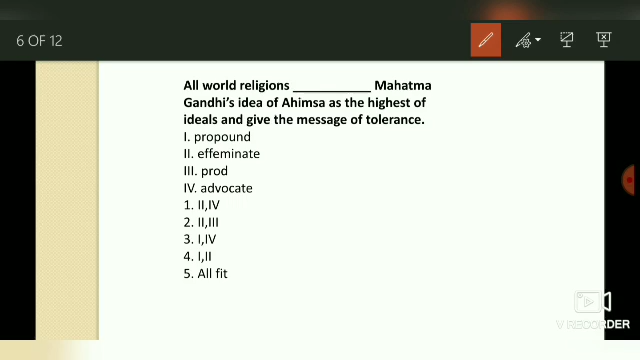 6 OF 12
All world religions ___________ Mahatma
Gandhi's idea of Ahimsa as the highest of
ideals and give the message of tolerance.
I. propound
II. effeminate
III. prod
IV. advocate
1. II,IV
2. II,III
3. I,IV
4. I,II
5. All fit
V RECORDER